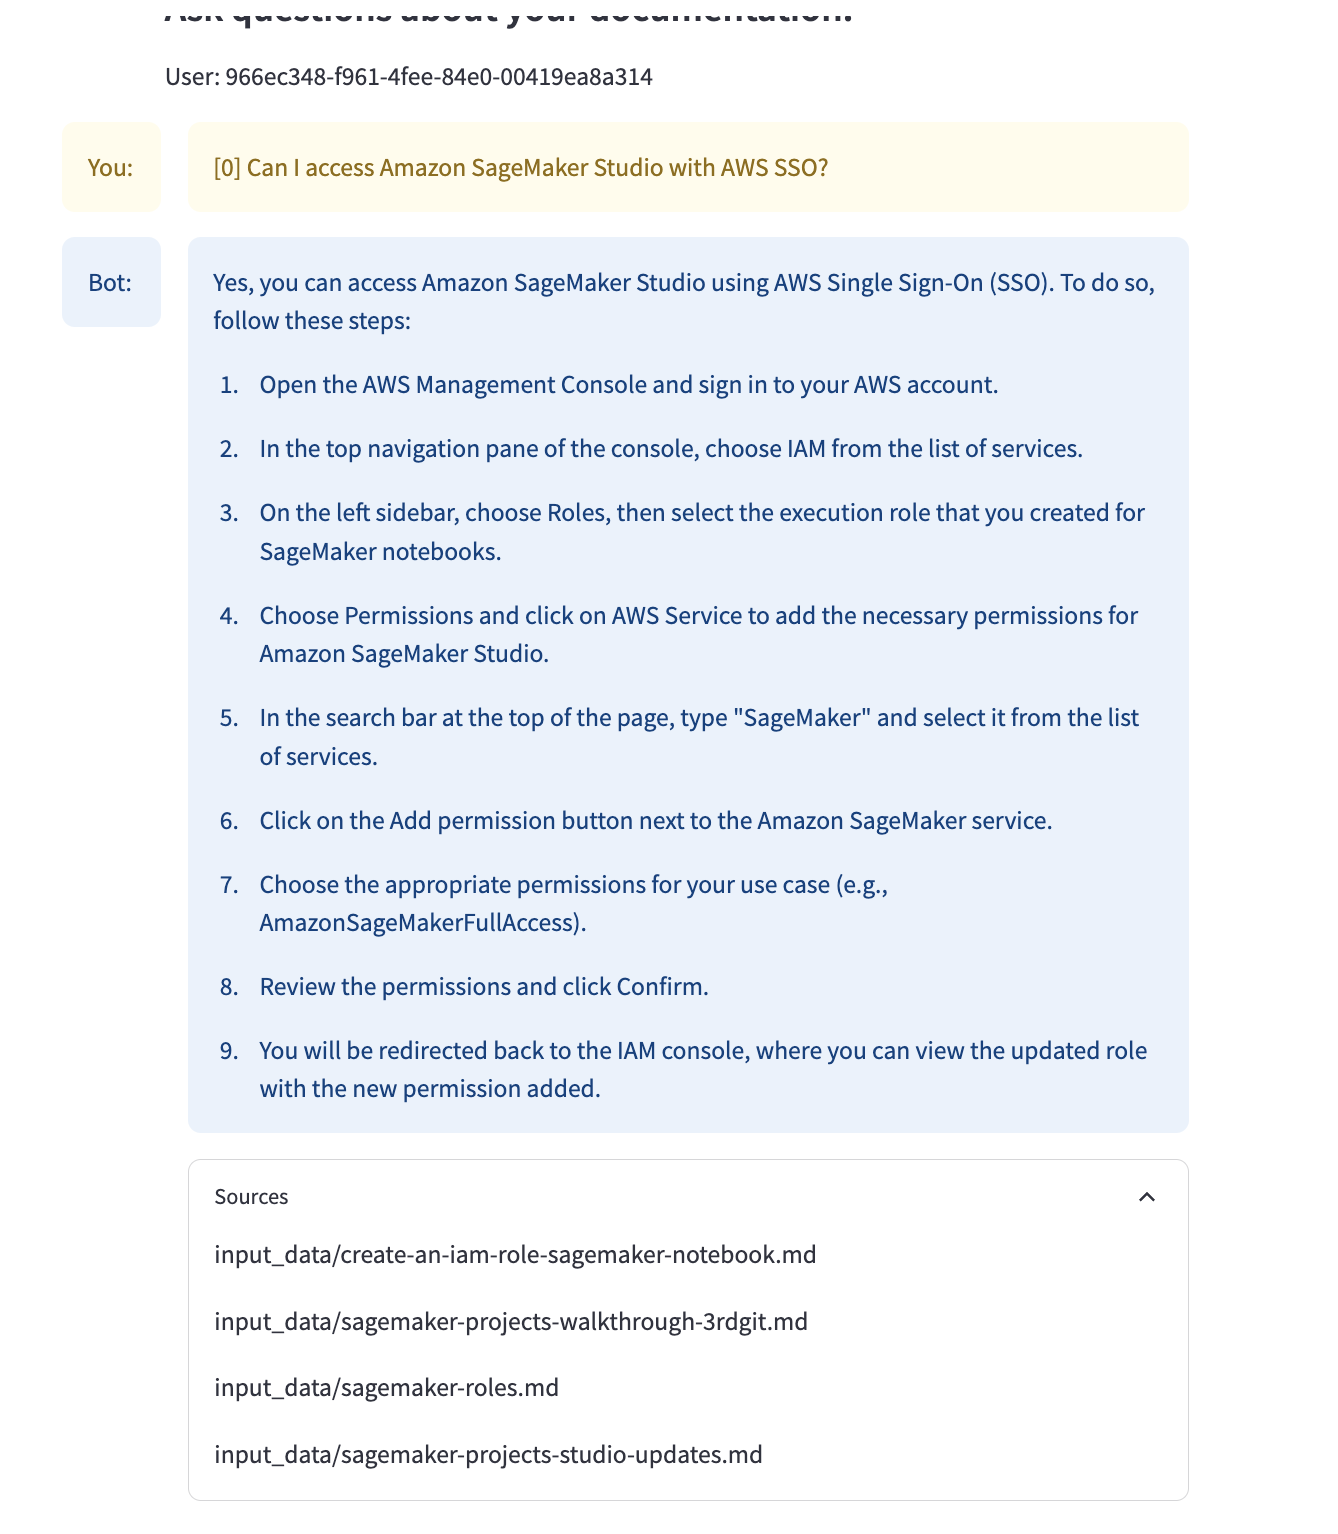 Ask questions about your documentation.
User: 966ec348-f961-4fee-84e0-00419ea8a314
You:
[0] Can I access Amazon SageMaker Studio with AWS SSO?
Bot:
Yes, you can access Amazon SageMaker Studio using AWS Single Sign-On (SSO). To do so,
follow these steps:
1. Open the AWS Management Console and sign in to your AWS account.
2. In the top navigation pane of the console, choose IAM from the list of services.
3. On the left sidebar, choose Roles, then select the execution role that you created for
SageMaker notebooks.
4. Choose Permissions and click on AWS Service to add the necessary permissions for
Amazon SageMaker Studio.
5. In the search bar at the top of the page, type "SageMaker" and select it from the list
of services.
6. Click on the Add permission button next to the Amazon SageMaker service.
7. Choose the appropriate permissions for your use case (e.g.,
AmazonSageMakerFullAccess).
8. Review the permissions and click Confirm.
9. You will be redirected back to the IAM console, where you can view the updated role
with the new permission added.
Sources
input_data/create-an-iam-role-sagemaker-notebook.md
input_data/sagemaker-projects-walkthrough-3rdgit.md
input_data/sagemaker-roles.md
input_data/sagemaker-projects-studio-updates.md